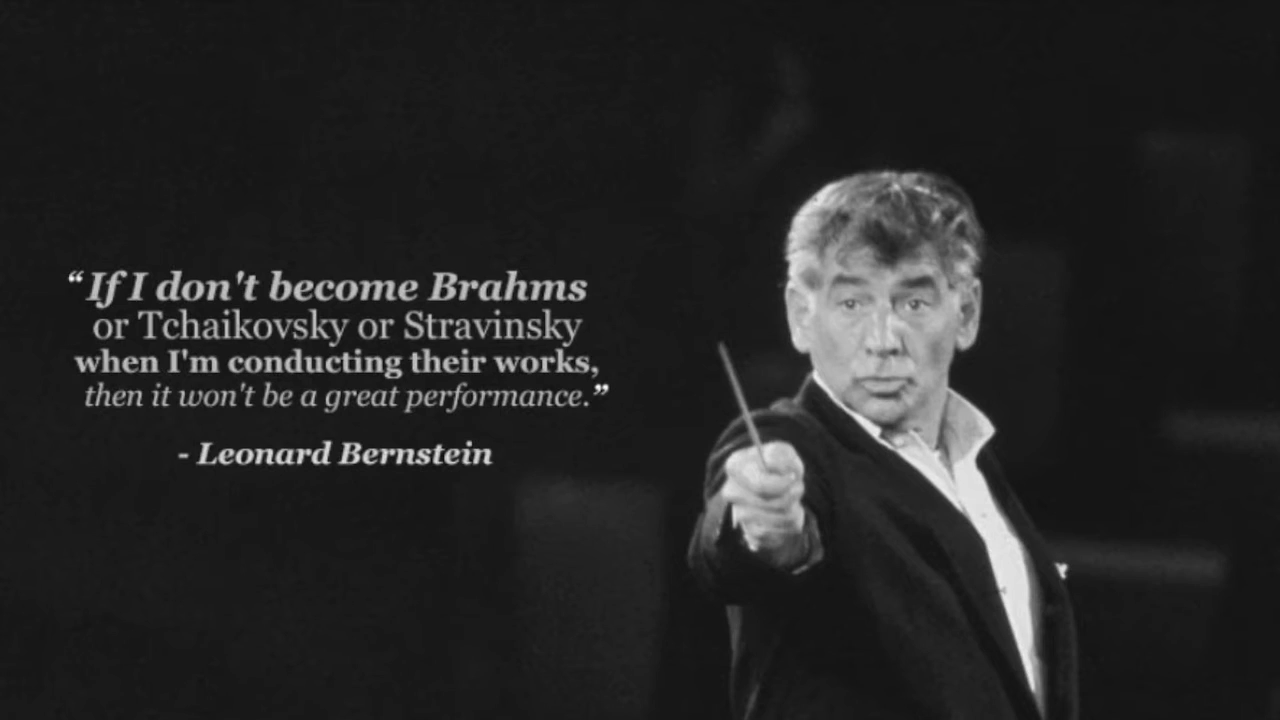 “If I don't become Brahms
or Tchaikovsky or Stravinsky
when I'm conducting their works,
then it won't be a great performance.”
- Leonard Bernstein